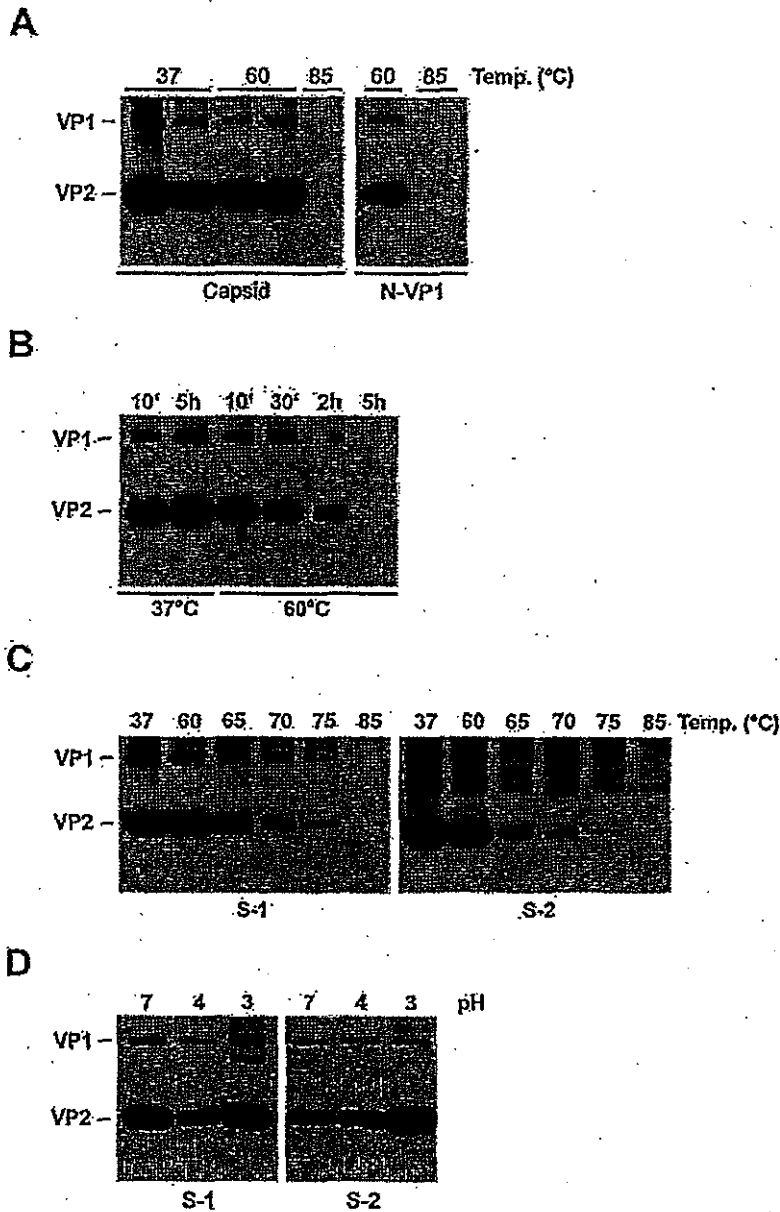 A
37 60 85 Temp. (°C) 60 85
VP1
VP2
Capsid N-VP1
B
10' 5h 10' 30' 2h 5h
VP1
VP2
37°C 60°C
C
37 60 65 70 75 85 37 60 65 70 75 85 Temp. (°C)
VP1
VP2
S-1 S-2
D
7 4 3 7 4 3 pH
VP1
VP2
S-1 S-2